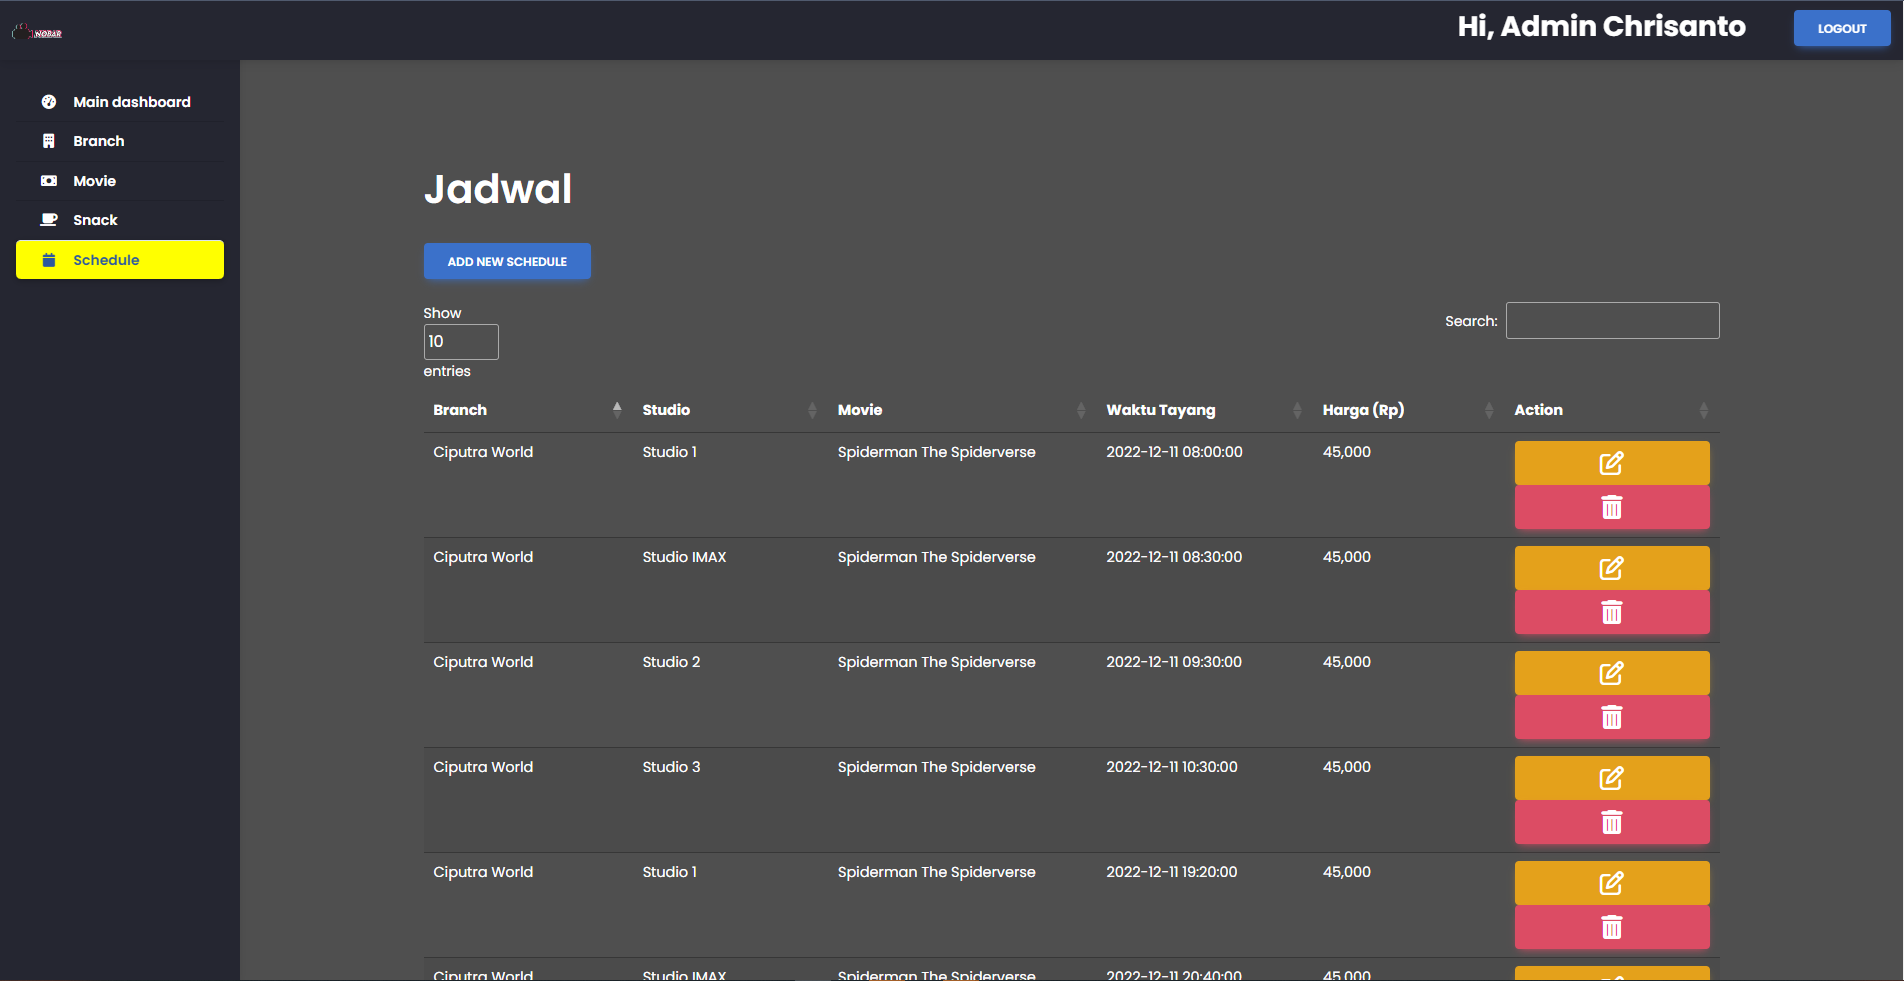 NOBAR
Hi, Admin Chrisanto
LOGOUT
Main dashboard
Branch
Movie
Snack
Schedule
Jadwal
ADD NEW SCHEDULE
Show
10
entries
Search:
Branch Studio Movie Waktu Tayang Harga (Rp) Action
Ciputra World Studio 1 Spiderman The Spiderverse 2022-12-11 08:00:00 45,000
Ciputra World Studio IMAX Spiderman The Spiderverse 2022-12-11 08:30:00 45,000
Ciputra World Studio 2 Spiderman The Spiderverse 2022-12-11 09:30:00 45,000
Ciputra World Studio 3 Spiderman The Spiderverse 2022-12-11 10:30:00 45,000
Ciputra World Studio 1 Spiderman The Spiderverse 2022-12-11 19:20:00 45,000
Ciputra World Studio IMAX Spiderman The Spiderverse 2022-12-11 20:40:00 45,000